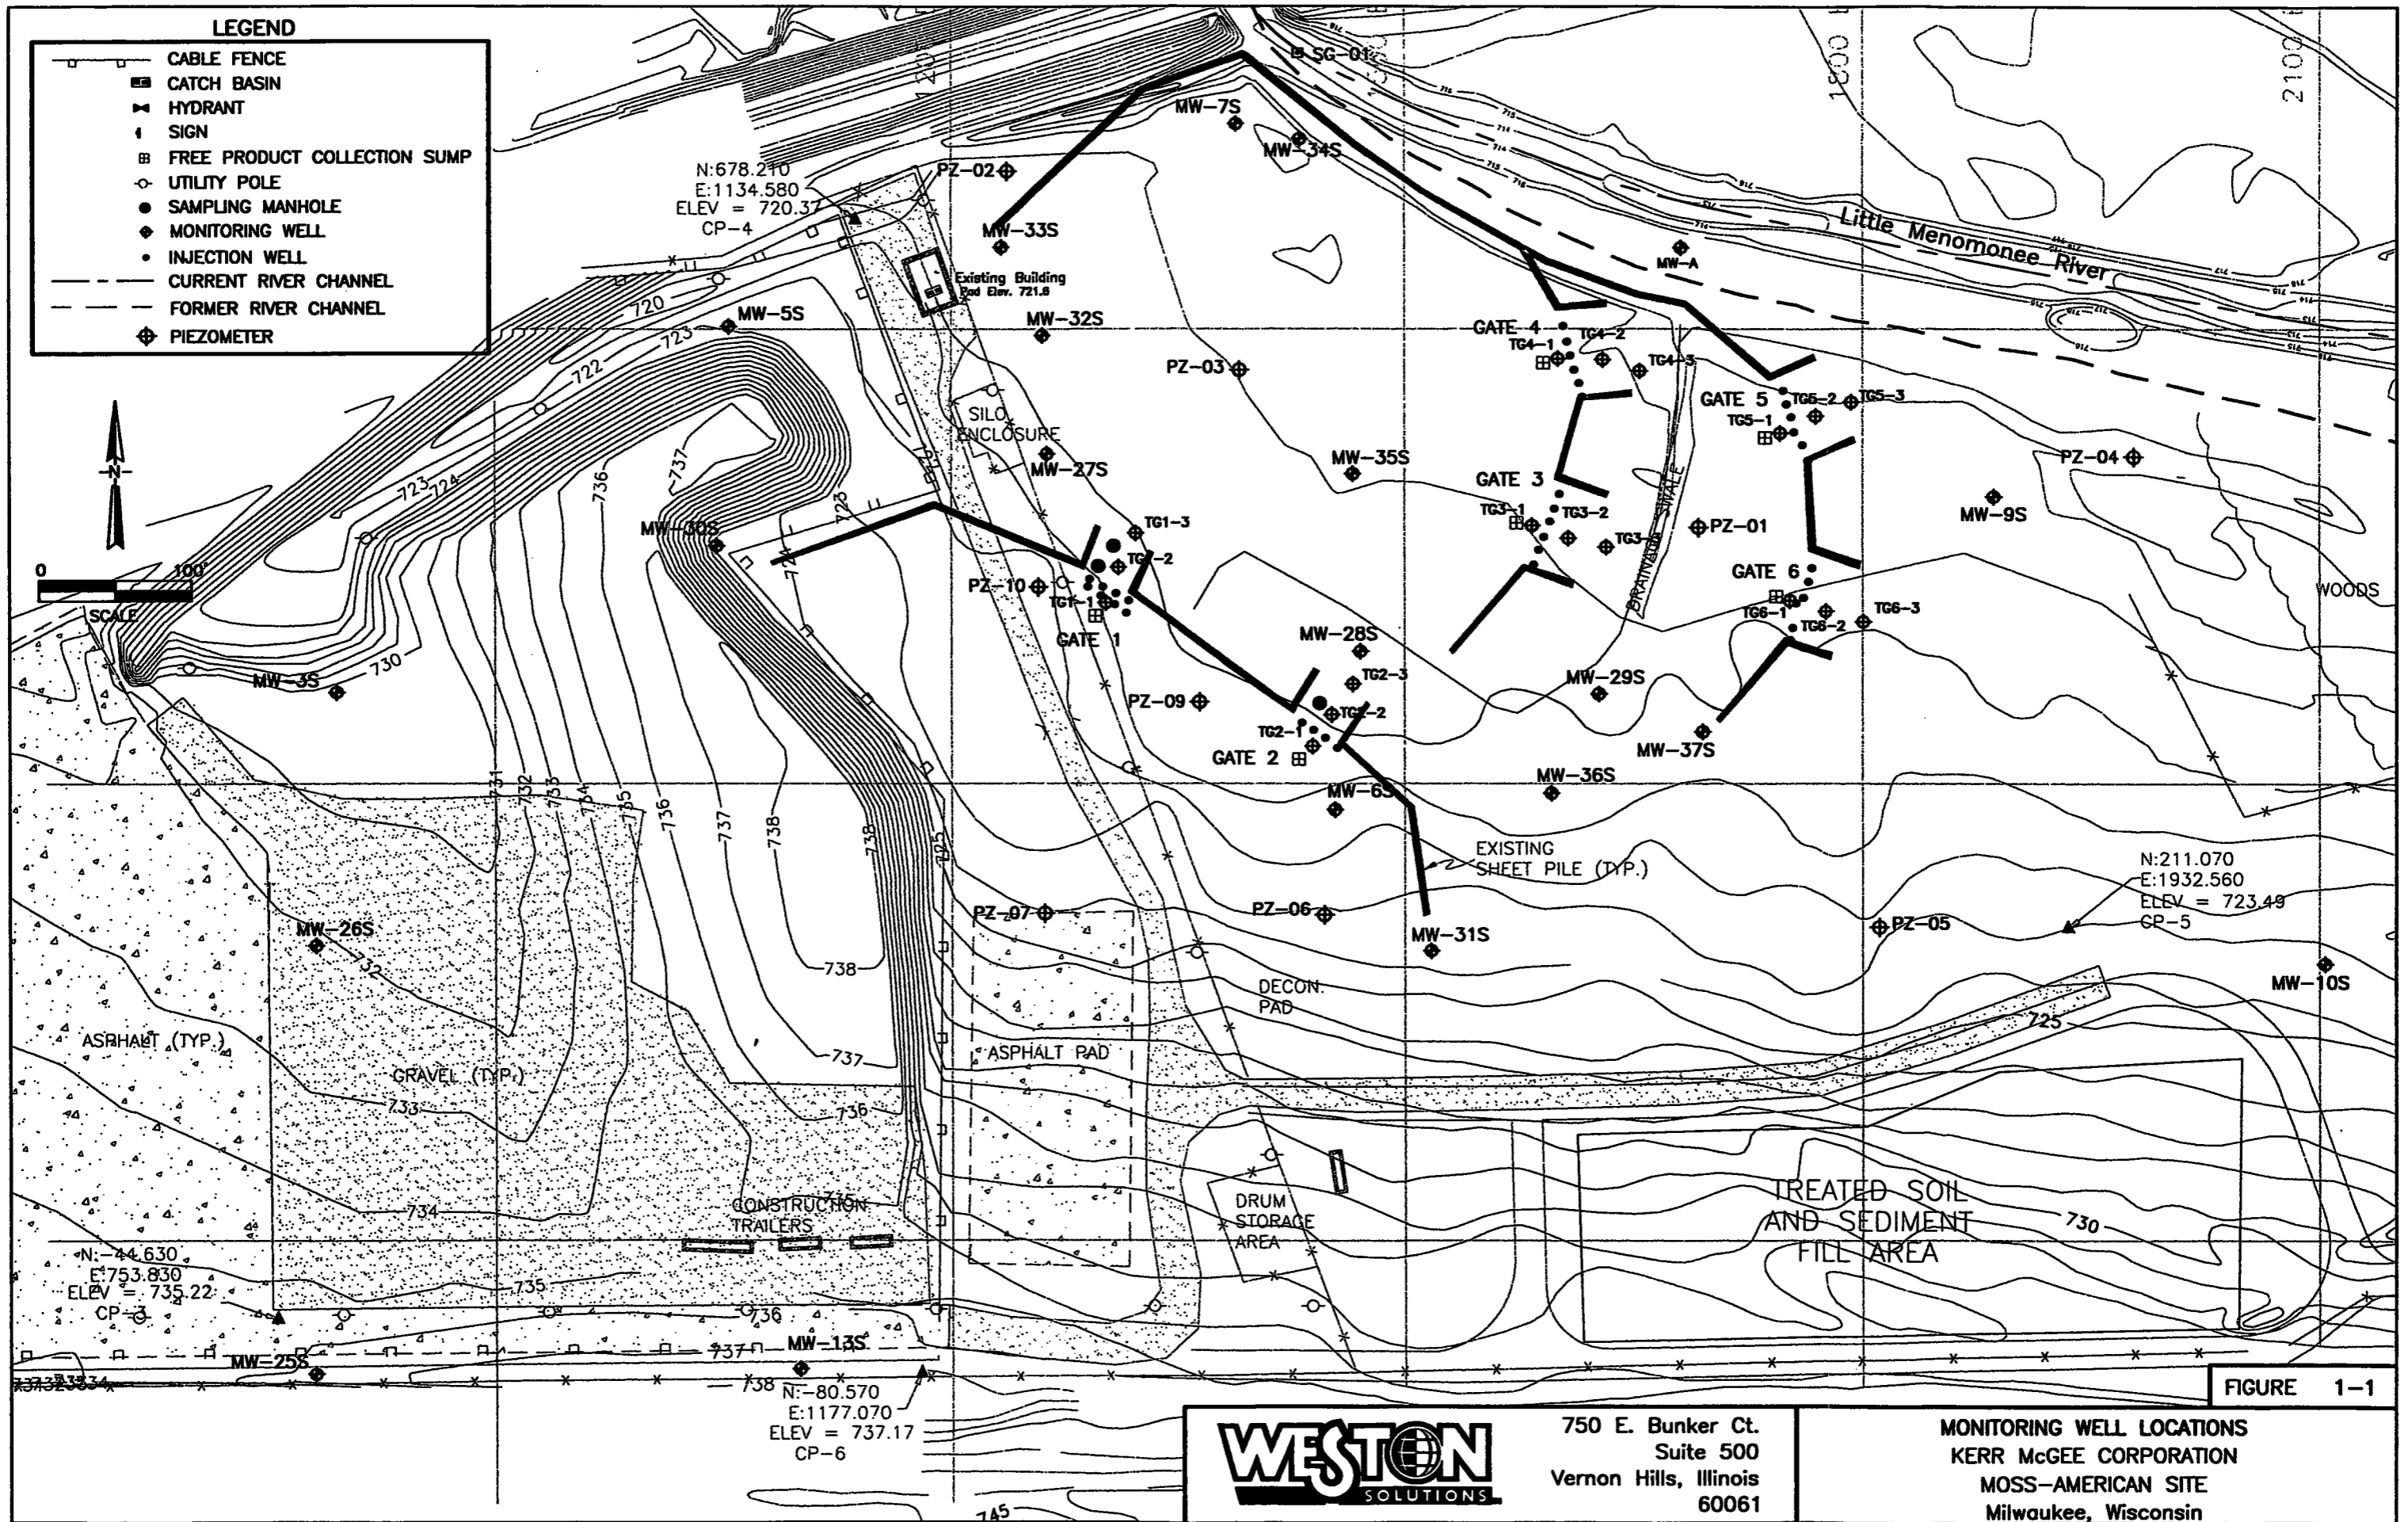 LEGEND
CABLE FENCE
CATCH BASIN
HYDRANT
SIGN
FREE PRODUCT COLLECTION SUMP
UTILITY POLE
SAMPLING MANHOLE
MONITORING WELL
INJECTION WELL
CURRENT RIVER CHANNEL
FORMER RIVER CHANNEL
PIEZOMETER
1800
2100
SG-01
716
715
714
MW-7S
MW-34S
N:678.210
E:1134.580
ELEV = 720.37
CP-4
PZ-02
MW-33S
Little Menomonee River
MW-A
Existing Building
Pad Elev. 721.6
720
MW-5S
723
722
MW-32S
GATE 4
TG4-1
TG4-2
TG4-3
PZ-03
SILO
ENCLOSURE
GATE 5
TG5-1
TG5-2
TG5-3
-N-
737
736
723
724
MW-27S
MW-35S
PZ-04
GATE 3
TG3-1
TG3-2
PZ-01
MW-9S
DRAINAGE SWALE
MW-30S
723
724
TG1-3
TG1-1
PZ-10
GATE 1
GATE 6
TG6-1
TG6-2
TG6-3
WOODS
0
100'
SCALE
730
MW-3S
MW-28S
TG2-3
PZ-09
TG2-1
TG2-2
GATE 2
MW-29S
MW-37S
MW-36S
MW-6S
731
732
733
734
735
736
737
738
738
725
EXISTING
SHEET PILE (TYP.)
N:211.070
E:1932.560
ELEV = 723.49
CP-5
PZ-07
PZ-06
MW-31S
PZ-05
MW-10S
MW-26S
732
738
DECON.
PAD
725
ASPHALT (TYP.)
GRAVEL (TYP.)
733
737
736
ASPHALT PAD
734
735
CONSTRUCTION
TRAILERS
DRUM
STORAGE
AREA
TREATED SOIL
AND SEDIMENT
FILL AREA
730
N:-44.630
E:753.830
ELEV = 735.22
CP-3
735
736
737
MW-25S
MW-13S
738
N:-80.570
E:1177.070
ELEV = 737.17
CP-6
745
FIGURE 1-1
WESTON
SOLUTIONS
750 E. Bunker Ct.
Suite 500
Vernon Hills, Illinois
60061
MONITORING WELL LOCATIONS
KERR McGEE CORPORATION
MOSS-AMERICAN SITE
Milwaukee, Wisconsin